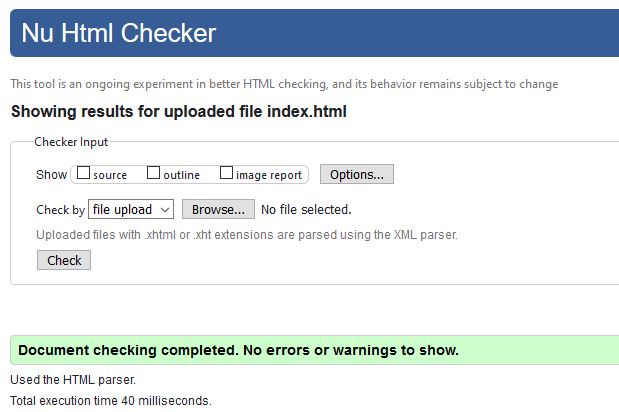 Nu Html Checker
This tool is an ongoing experiment in better HTML checking, and its behavior remains subject to change
Showing results for uploaded file index.html
Checker Input
Show source outline image report Options...
Check by file upload Browse... No file selected.
Uploaded files with .xhtml or .xht extensions are parsed using the XML parser.
Check
Document checking completed. No errors or warnings to show.
Used the HTML parser.
Total execution time 40 milliseconds.